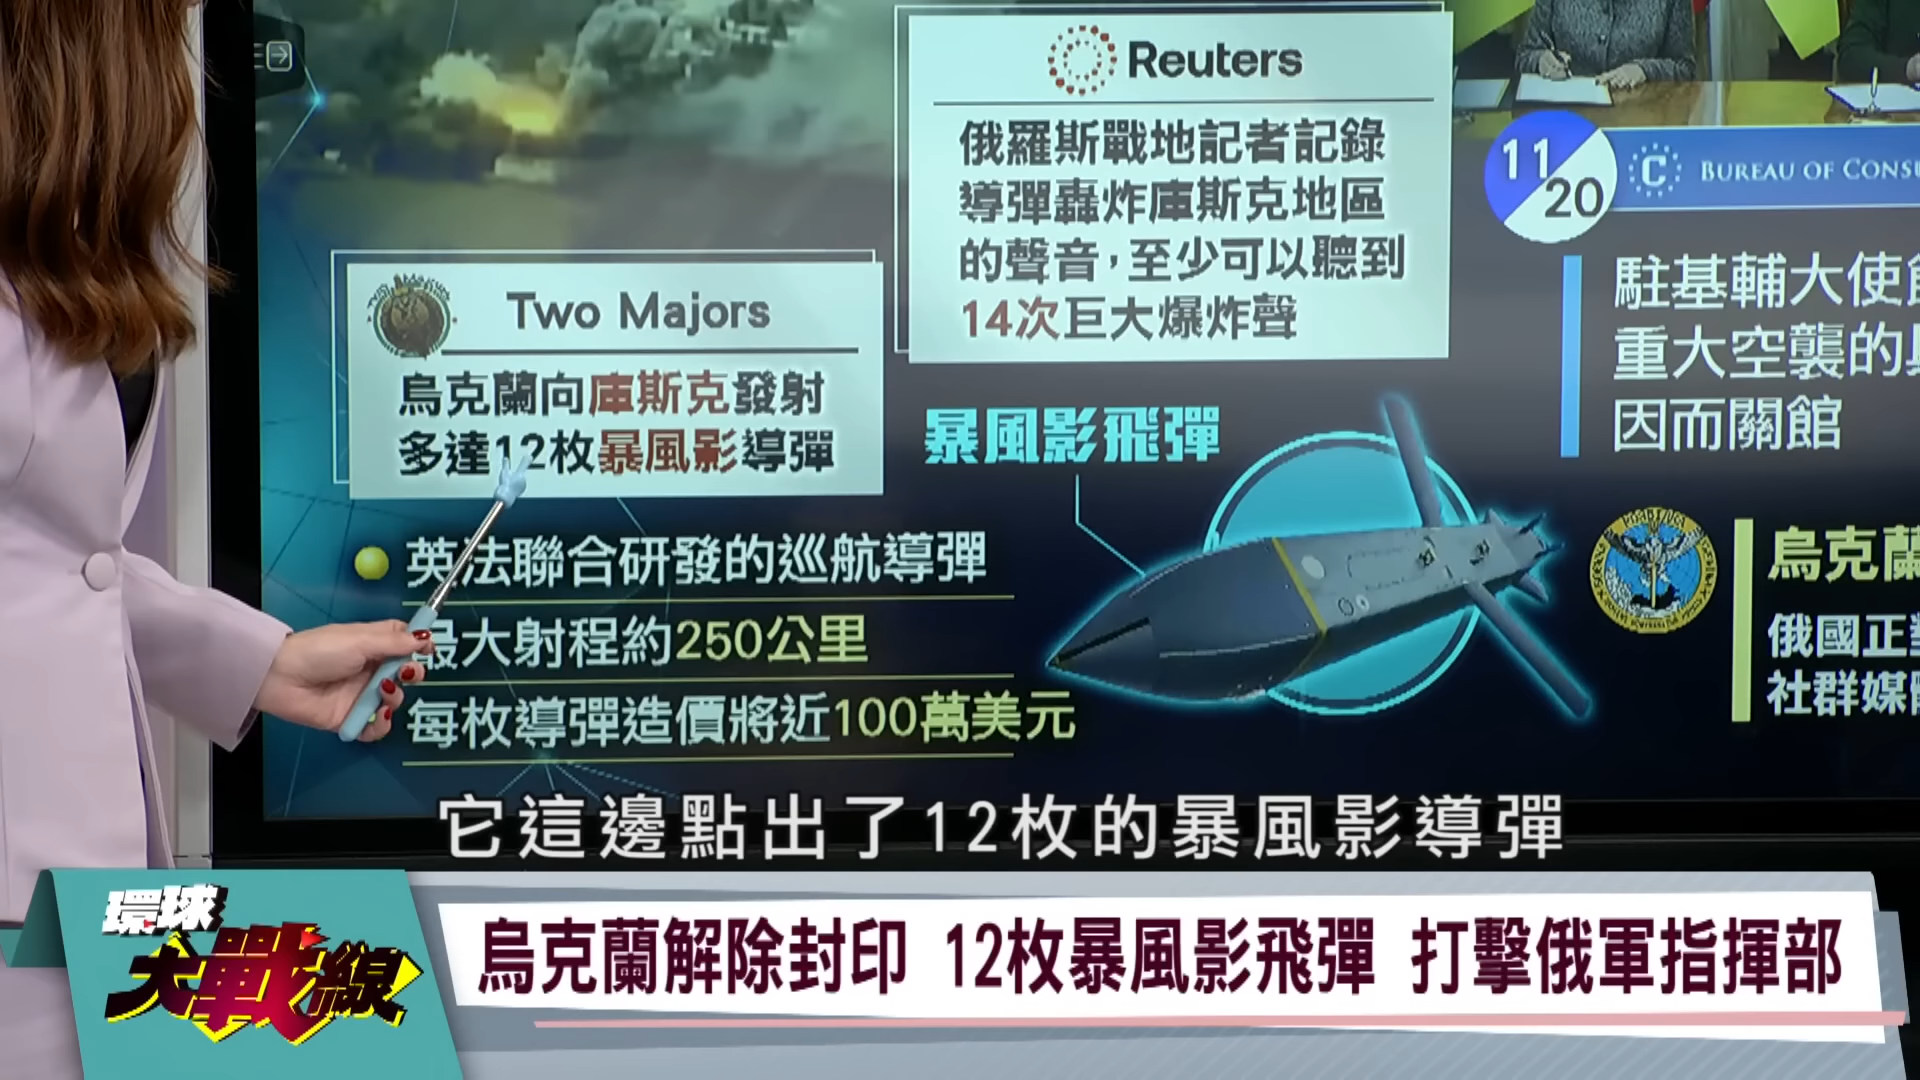 Reuters
俄羅斯戰地記者記錄
導彈轟炸庫斯克地區
的聲音，至少可以聽到
14次巨大爆炸聲
Two Majors
烏克蘭向庫斯克發射
多達12枚暴風影導彈
暴風影飛彈
英法聯合研發的巡航導彈
最大射程約250公里
每枚導彈造價將近100萬美元
11/20
C
BUREAU OF CONSU
駐基輔大使館
重大空襲的
因而關館
烏克蘭
俄國正
社群媒
它這邊點出了12枚的暴風影導彈
環球
大戰線
烏克蘭解除封印 12枚暴風影飛彈 打擊俄軍指揮部